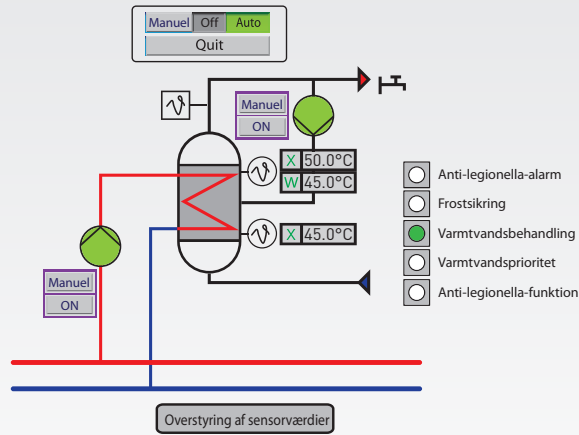 Manuel Off Auto
Quit
Manuel
ON
X 50.0°C
W 45.0°C
X 45.0°C
Manuel
ON
Anti-legionella-alarm
Frostsikring
Varmtvandsbehandling
Varmtvandsprioritet
Anti-legionella-funktion
Overstyring af sensorværdier